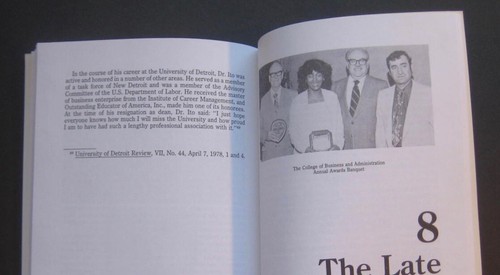 In the course of his career at the University of Detroit, Dr. Ito was
active and honored in a number of other areas. He served as a member
of a task force of New Detroit and was a member of the Advisory
Committee of the U.S. Department of Labor. He received the master
of business enterprise from the Institute of Career Management, and
Outstanding Educator of America, Inc., made him one of its honorees.
At the time of his resignation as dean, Dr. Ito said: "I just hope
everyone knows how much I will miss the University and how proud
I am to have had such a lengthy professional association with it."
University of Detroit Review, VII, No. 44, April 7, 1978, 1 and 4.
The College of Business and Administration
Annual Awards Banquet
8
The Late